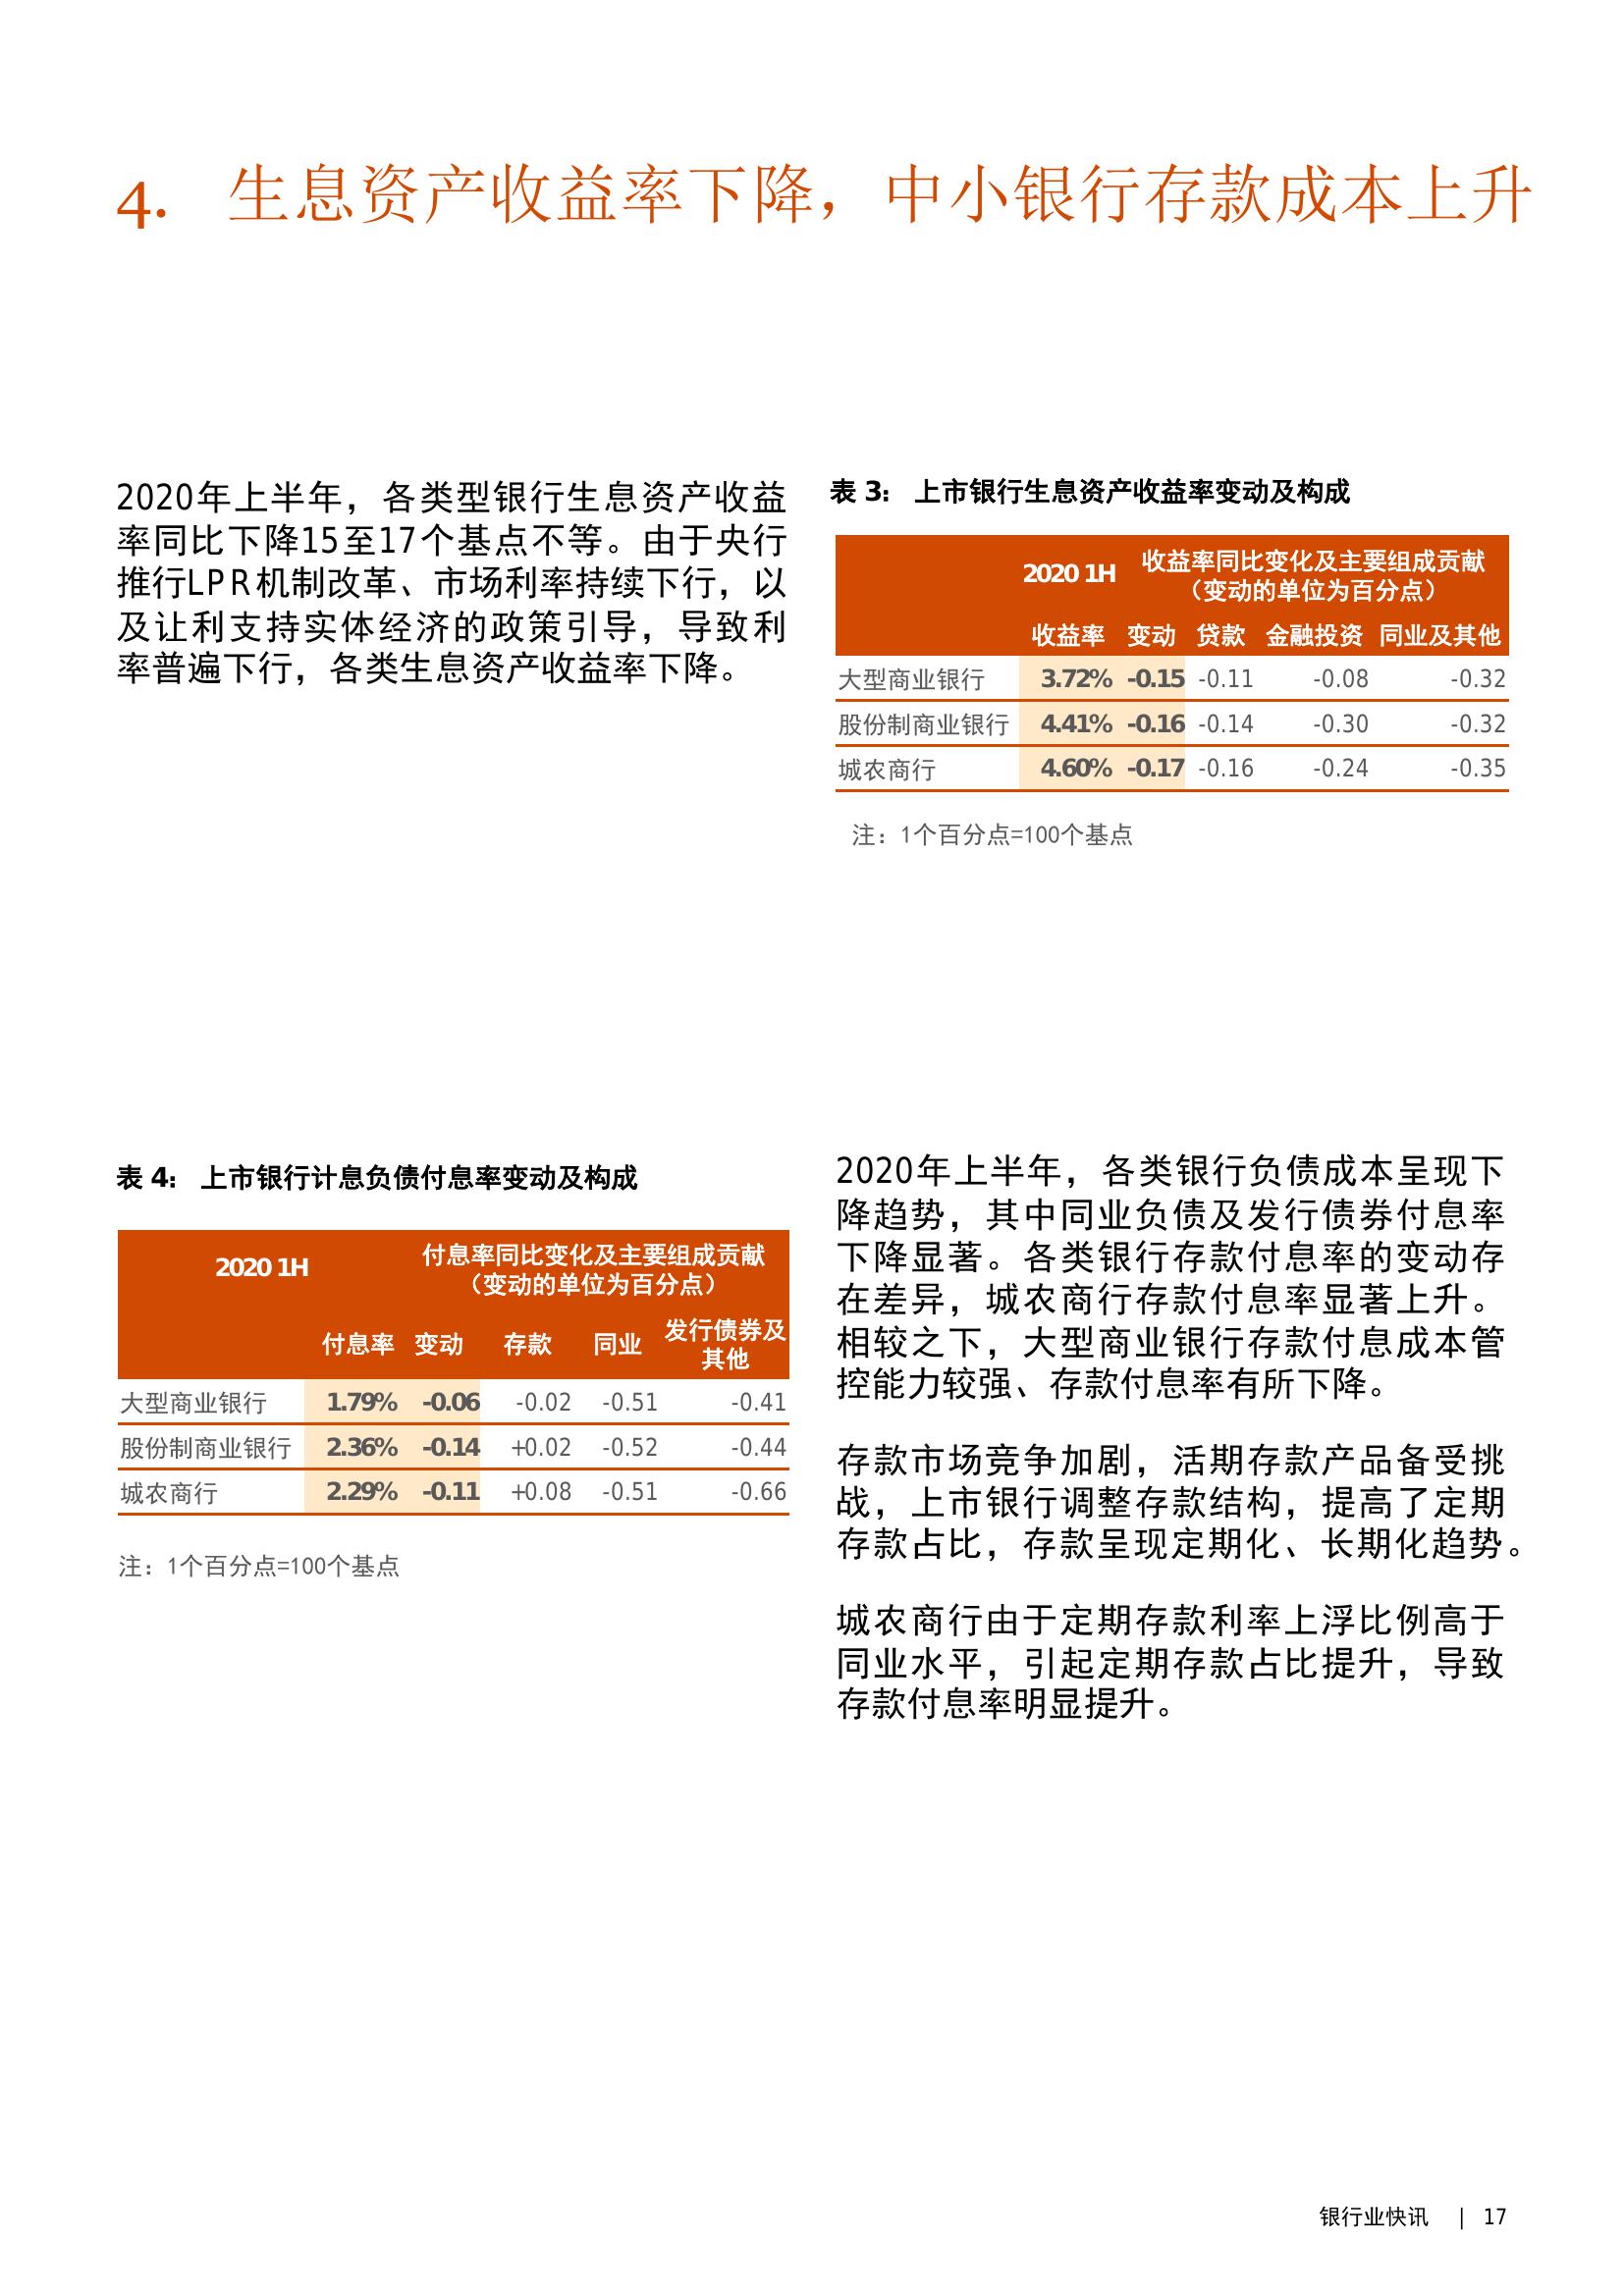 4. 生息资产收益率下降，中小银行存款成本上升
2020年上半年，各类型银行生息资产收益
率同比下降15至17个基点不等。由于央行
推行LPR机制改革、市场利率持续下行，以
及让利支持实体经济的政策引导，导致利
率普遍下行，各类生息资产收益率下降。
表 3： 上市银行生息资产收益率变动及构成
2020 1H 收益率同比变化及主要组成贡献
（变动的单位为百分点）
收益率 变动 贷款 金融投资 同业及其他
大型商业银行 3.72% -0.15 -0.11 -0.08 -0.32
股份制商业银行 4.41% -0.16 -0.14 -0.30 -0.32
城农商行 4.60% -0.17 -0.16 -0.24 -0.35
注：1个百分点=100个基点
表 4： 上市银行计息负债付息率变动及构成
2020 1H 付息率同比变化及主要组成贡献
（变动的单位为百分点）
付息率 变动 存款 同业 发行债券及
其他
大型商业银行 1.79% -0.06 -0.02 -0.51 -0.41
股份制商业银行 2.36% -0.14 +0.02 -0.52 -0.44
城农商行 2.29% -0.11 +0.08 -0.51 -0.66
注：1个百分点=100个基点
2020年上半年，各类银行负债成本呈现下
降趋势，其中同业负债及发行债券付息率
下降显著。各类银行存款付息率的变动存
在差异，城农商行存款付息率显著上升。
相较之下，大型商业银行存款付息成本管
控能力较强、存款付息率有所下降。
存款市场竞争加剧，活期存款产品备受挑
战，上市银行调整存款结构，提高了定期
存款占比，存款呈现定期化、长期化趋势。
城农商行由于定期存款利率上浮比例高于
同业水平，引起定期存款占比提升，导致
存款付息率明显提升。
银行业快讯 | 17